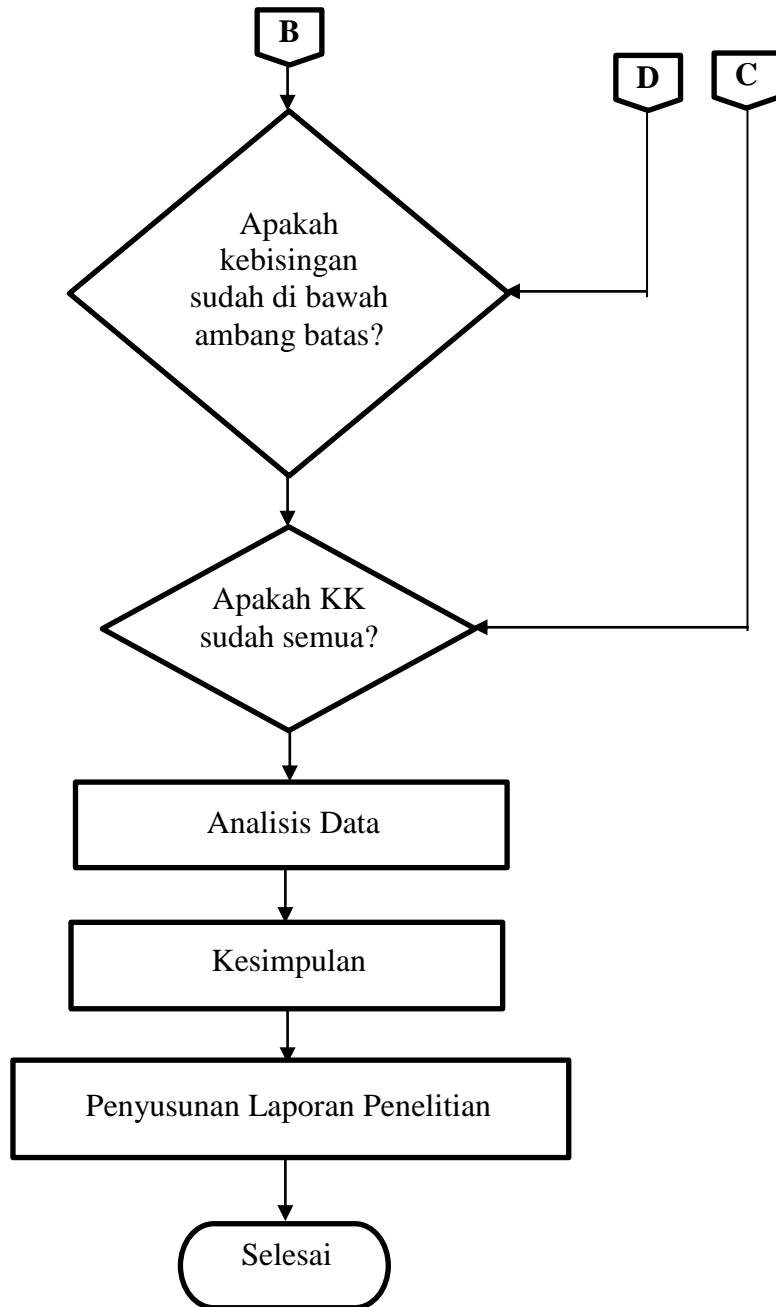 B
D
C
Apakah
kebisingan
sudah di bawah
ambang batas?
Apakah KK
sudah semua?
Analisis Data
Kesimpulan
Penyusunan Laporan Penelitian
Selesai